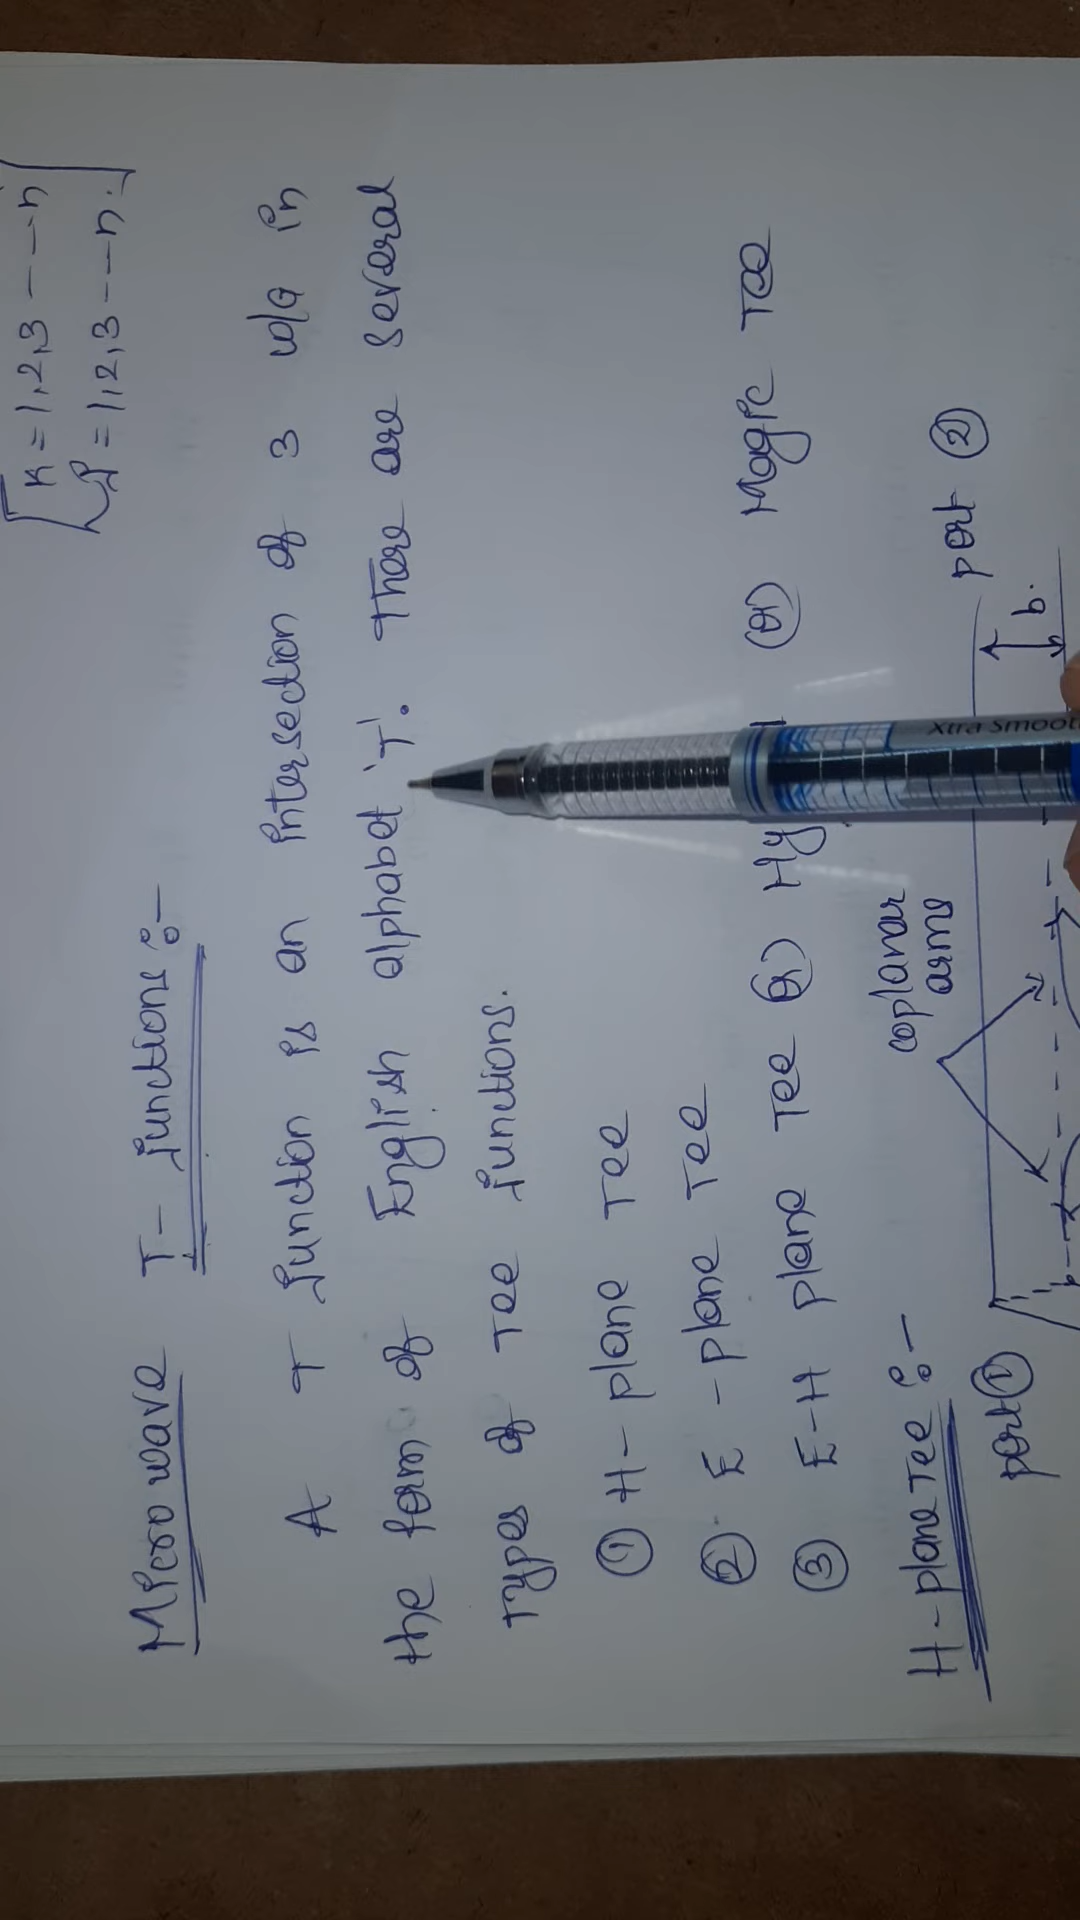 K = 1,2,3 --- n
j = 1,2,3 --- n.
Microwave T- Junctions :-
A T Junction is an intersection of 3 w/G in
the form of English alphabet 'T'. There are several
Types of Tee Junctions.
① H - plane Tee
② E - plane Tee
③ E-H plane Tee (or) Hy (or) Magic Tee
H-plane Tee :-
coplanar
arms
port ①
port ②
b.
Xtra Smoot